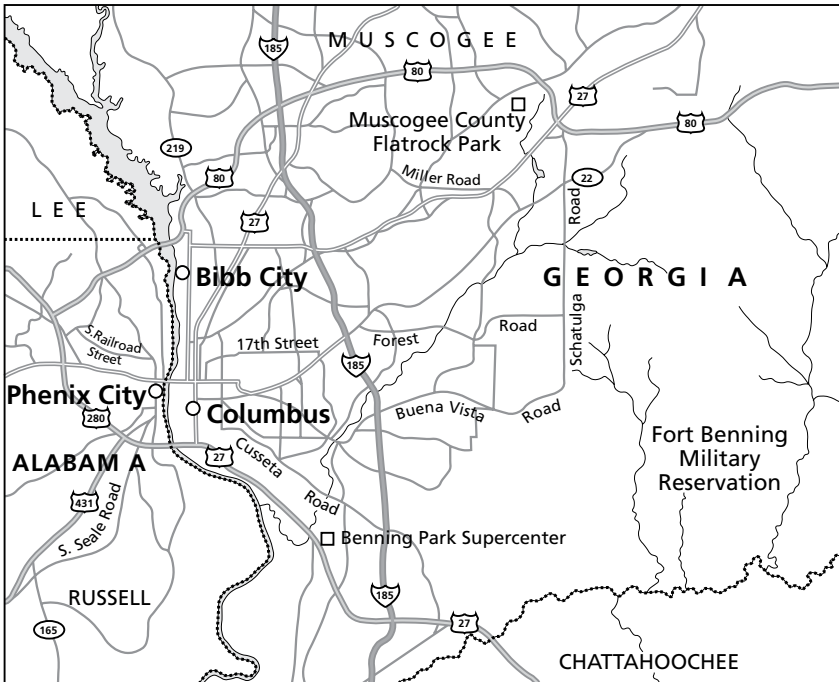 MUSCOGEE
185
80
27
Muscogee County
Flatrock Park
80
219
Miller Road
22
80
LEE
27
Road
Bibb City
GEORGIA
S. Railroad
Street
17th Street
Forest
Road
Schatulga
185
Phenix City
Columbus
Buena Vista
Road
280
Fort Benning
Military
Reservation
ALABAMA
27
Cusseta
Road
431
S. Seale Road
Benning Park Supercenter
RUSSELL
185
165
27
CHATTAHOOCHEE